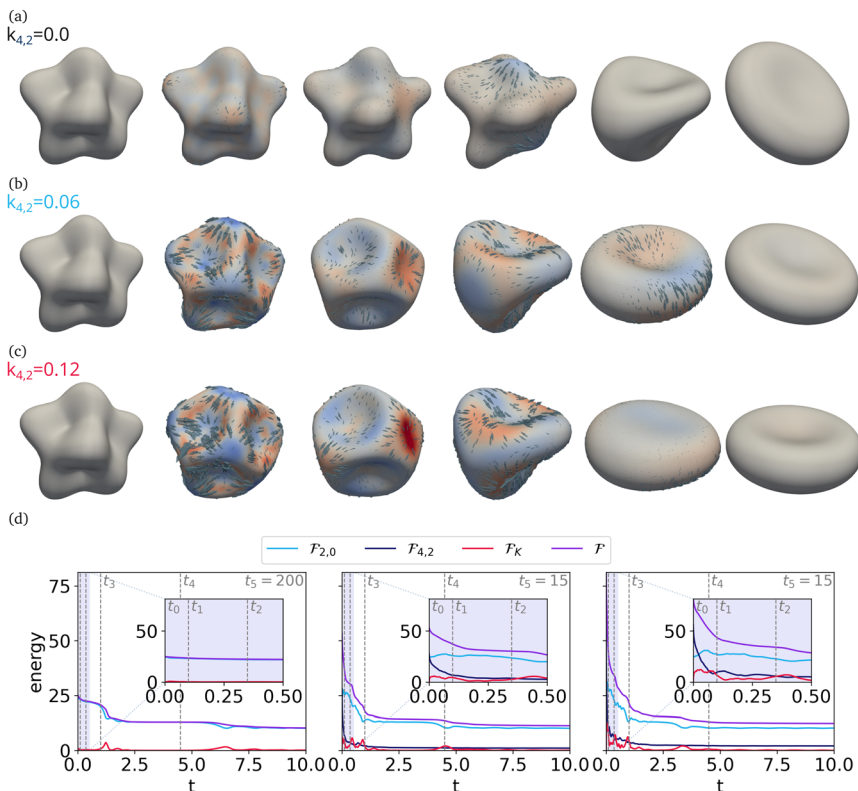 (a)
k4,2=0.0
(b)
k4,2=0.06
(c)
k4,2=0.12
(d)
F2,0 F4,2 FK F
energy
75
50
25
0
t3 t4 t5 = 200
t0 t1 t2
50
0
0.00 0.25 0.50
0.0 2.5 5.0 7.5 10.0
t
t3 t4 t5 = 15
t0 t1 t2
50
0
0.00 0.25 0.50
0.0 2.5 5.0 7.5 10.0
t
t3 t4 t5 = 15
t0 t1 t2
50
0
0.00 0.25 0.50
0.0 2.5 5.0 7.5 10.0
t